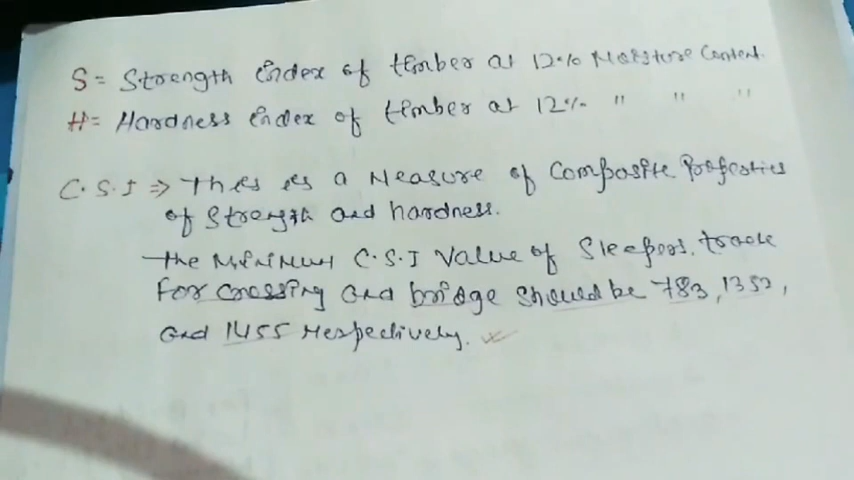 S = Strength index of timber at 12% Moisture Content.
H = Hardness index of timber at 12% " " "
C.S.I ⇒ This is a Measure of Composite Properties
of strength and hardness.
The Minimum C.S.I Value of Sleepers, track
For crossing and bridge should be 783, 1352,
and 1455 respectively.